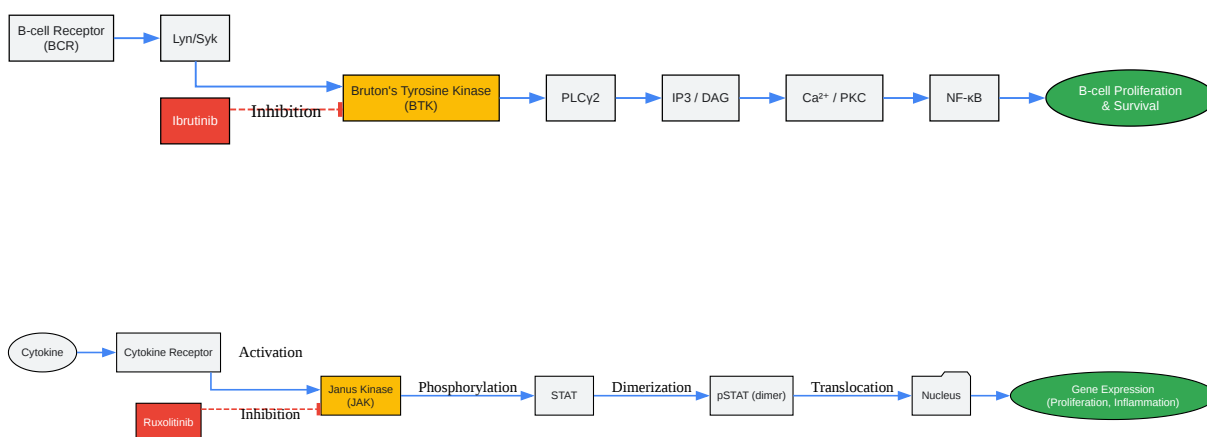 B-cell Receptor
(BCR)
Lyn/Syk
Ibrutinib
Inhibition
Bruton's Tyrosine Kinase
(BTK)
PLCγ2
IP3 / DAG
Ca²⁺ / PKC
NF-κB
B-cell Proliferation
& Survival
Cytokine
Cytokine Receptor
Activation
Ruxolitinib
Inhibition
Janus Kinase
(JAK)
Phosphorylation
STAT
Dimerization
pSTAT (dimer)
Translocation
Nucleus
Gene Expression
(Proliferation, Inflammation)